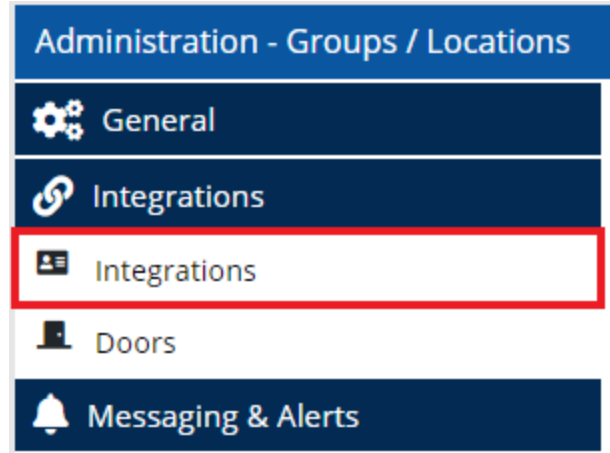 Administration - Groups / Locations
General
Integrations
Integrations
Doors
Messaging & Alerts